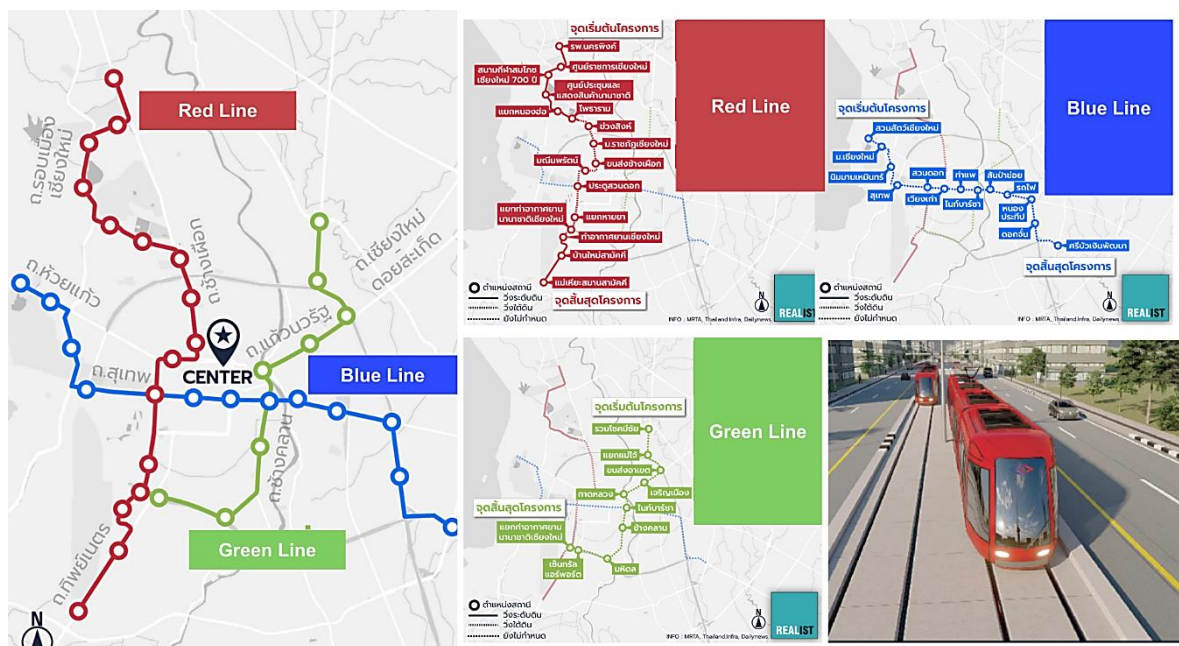 Red Line
ถ.รอบเมือง
เชียงใหม่
ถ.โชตนา
ถ.เชียงใหม่
ดอยสะเก็ด
ถ.ห้วยแก้ว
ถ.แก้วนวรัฐ
CENTER
ถ.สุเทพ
Blue Line
ถ.ช้างคลาน
Green Line
ถ.ทิพย์เนตร
N
จุดเริ่มต้นโครงการ
รพ.นครพิงค์
ศูนย์ราชการเชียงใหม่
สนามกีฬาสมโภช
เชียงใหม่ 700 ปี
ศูนย์ประชุมและ
แสดงสินค้านานาชาติ
แยกหนองฮ่อ
โพธาราม
ข่วงสิงห์
ม.ราชภัฏเชียงใหม่
มณีนพรัตน์
ขนส่งช้างเผือก
ประตูสวนดอก
แยกท่าอากาศยาน
นานาชาติเชียงใหม่
แยกหายยา
ท่าอากาศยานเชียงใหม่
บ้านใหม่สามัคคี
แม่เหียะสมานสามัคคี
จุดสิ้นสุดโครงการ
ตำแหน่งสถานี
วิ่งระดับดิน
วิ่งใต้ดิน
ยังไม่กำหนด
N
INFO : MRTA, Thailand.Infra, Dailynews
REALIST
Red Line
จุดเริ่มต้นโครงการ
สวนสัตว์เชียงใหม่
ม.เชียงใหม่
นิมมานเหมินทร์
สุเทพ
สวนดอก
เวียงเก่า
ท่าแพ
ไนท์บาร์ซา
สันป่าข่อย
รถไฟ
หนอง
ประทีป
ดอกจั่น
ศรีบัวเงินพัฒนา
จุดสิ้นสุดโครงการ
ตำแหน่งสถานี
วิ่งระดับดิน
วิ่งใต้ดิน
ยังไม่กำหนด
N
INFO : MRTA, Thailand.Infra, Dailynews
REALIST
Blue Line
จุดเริ่มต้นโครงการ
รวมโชคมีชัย
แยกแม่โจ้
ขนส่งอาเขต
กาดหลวง
เจริญเมือง
ไนท์บาร์ซา
ช้างคลาน
จุดสิ้นสุดโครงการ
แยกท่าอากาศยาน
นานาชาติเชียงใหม่
เซ็นทรัล
แอร์พอร์ต
มหิดล
ตำแหน่งสถานี
วิ่งระดับดิน
วิ่งใต้ดิน
ยังไม่กำหนด
N
INFO : MRTA, Thailand.Infra, Dailynews
REALIST
Green Line